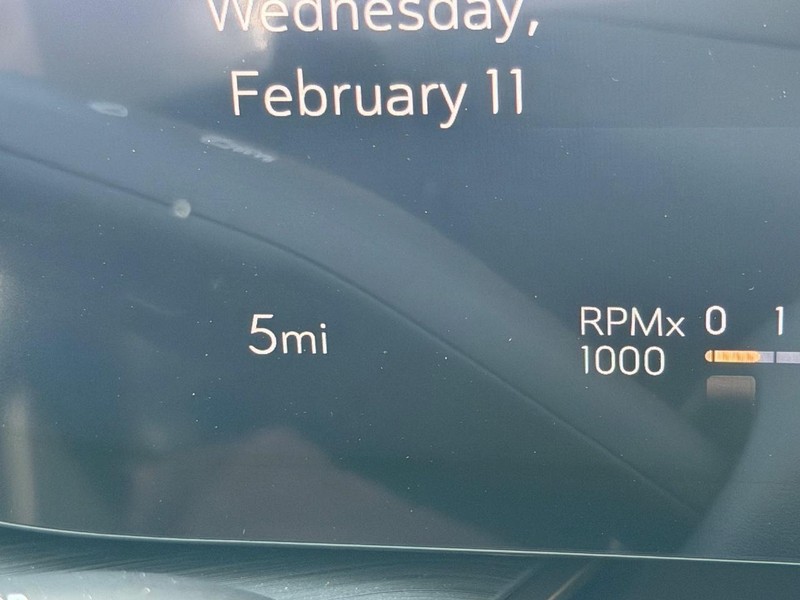 Wednesday,
February 11
5mi
RPMx 0 1
1000